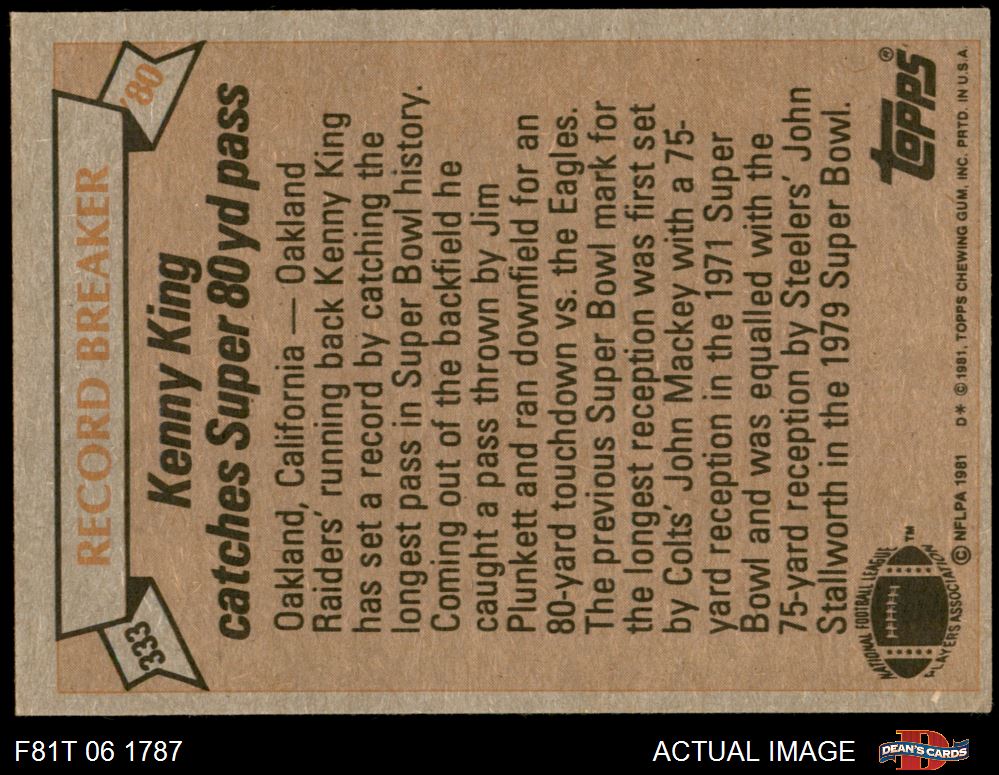 RECORD BREAKER
'80
333
Kenny King
catches Super 80 yd pass
Oakland, California — Oakland
Raiders' running back Kenny King
has set a record by catching the
longest pass in Super Bowl history.
Coming out of the backfield he
caught a pass thrown by Jim
Plunkett and ran downfield for an
80-yard touchdown vs. the Eagles.
The previous Super Bowl mark for
the longest reception was first set
by Colts' John Mackey with a 75-
yard reception in the 1971 Super
Bowl and was equalled with the
75-yard reception by Steelers' John
Stallworth in the 1979 Super Bowl.
NATIONAL FOOTBALL LEAGUE
PLAYERS ASSOCIATION
TM
topps®
© NFLPA 1981 D* © 1981, TOPPS CHEWING GUM, INC. PRTD. IN U.S.A.
F81T 06 1787
ACTUAL IMAGE
DEAN'S CARDS